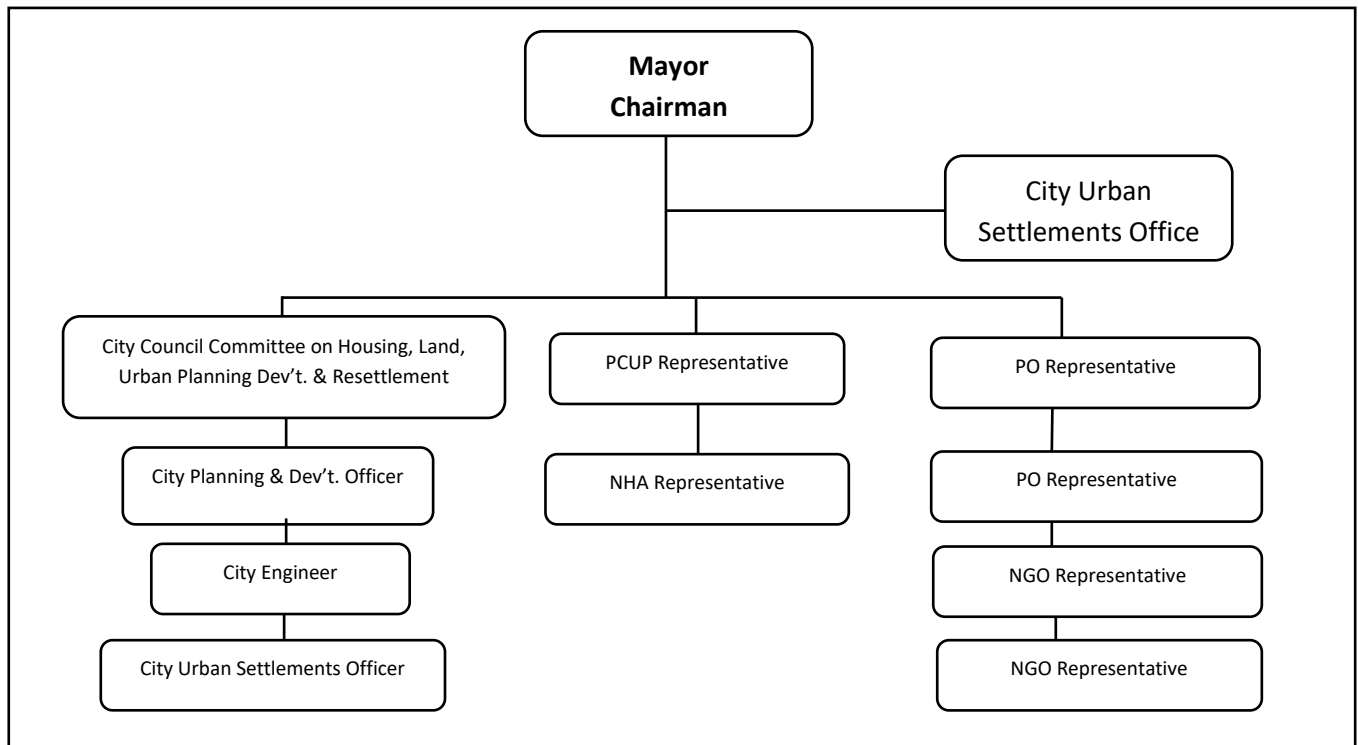 Mayor
Chairman
City Urban
Settlements Office
City Council Committee on Housing, Land,
Urban Planning Dev’t. & Resettlement
City Planning & Dev’t. Officer
City Engineer
City Urban Settlements Officer
PCUP Representative
NHA Representative
PO Representative
PO Representative
NGO Representative
NGO Representative